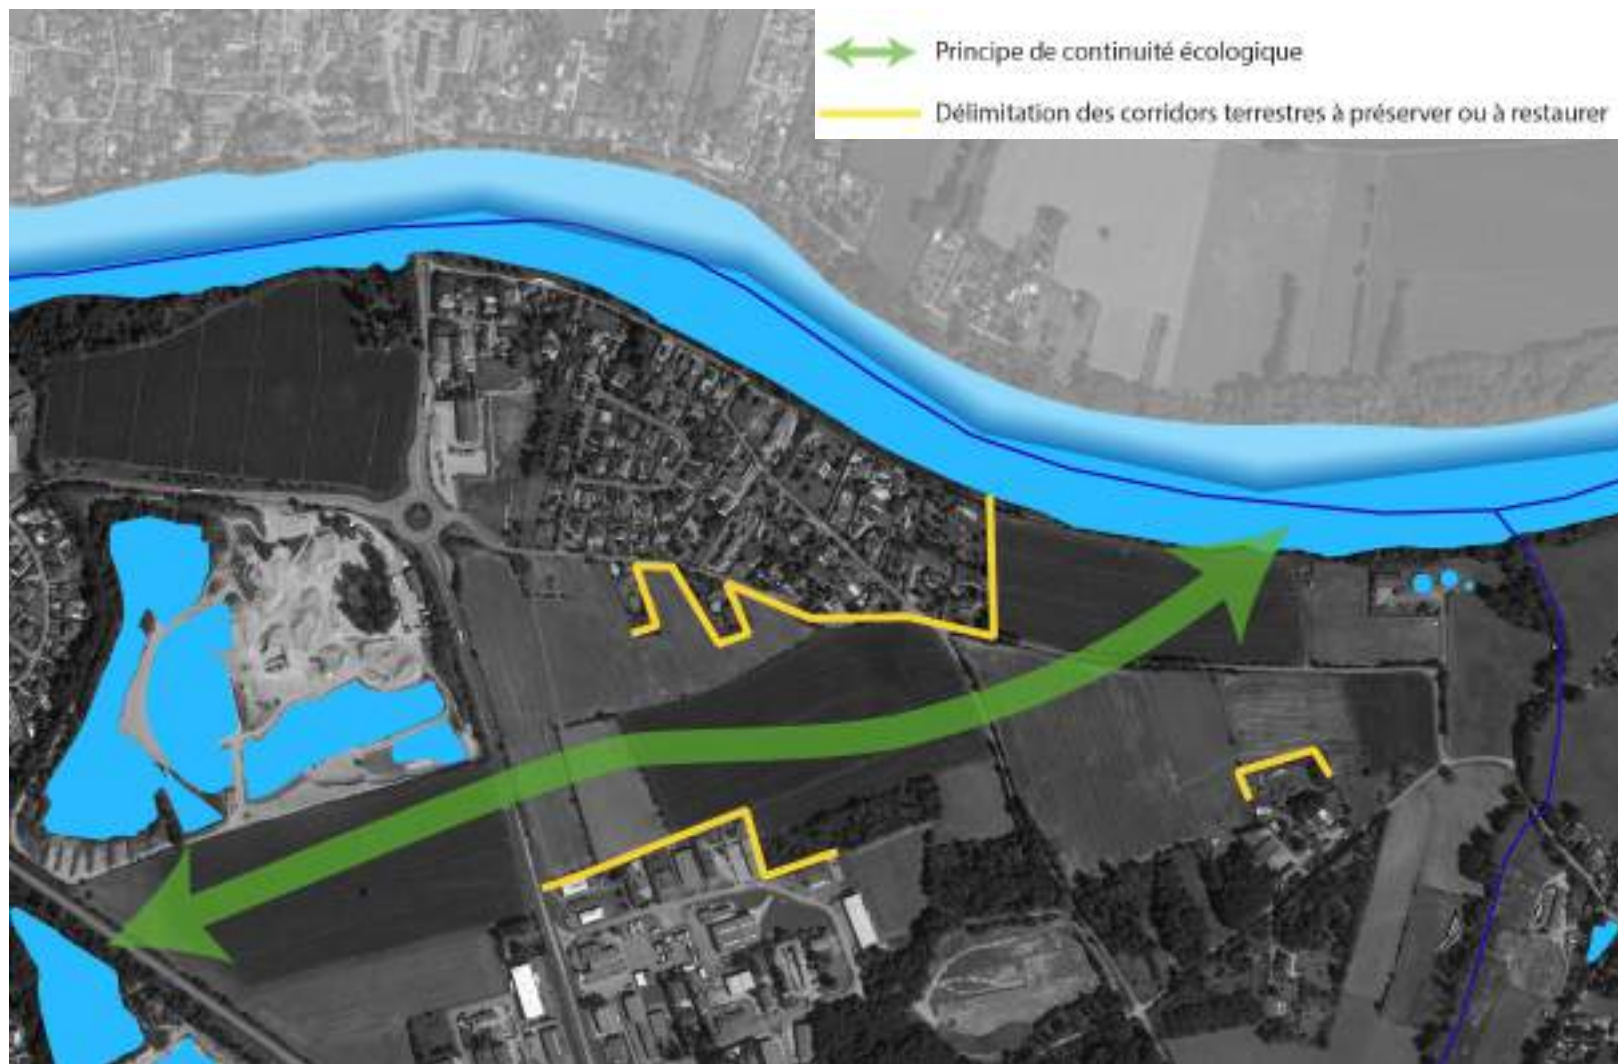 Principe de continuité écologique
Délimitation des corridors terrestres à préserver ou à restaurer